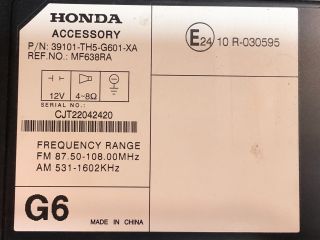 HONDA
ACCESSORY
P/N: 39101-TH5-G601-XA
REF.NO.: MF638RA
E24 10 R-030595
12V 4~8Ω
SERIAL NO.:
CJT22042420
FREQUENCY RANGE
FM 87.50-108.00MHz
AM 531-1602KHz
G6 MADE IN CHINA